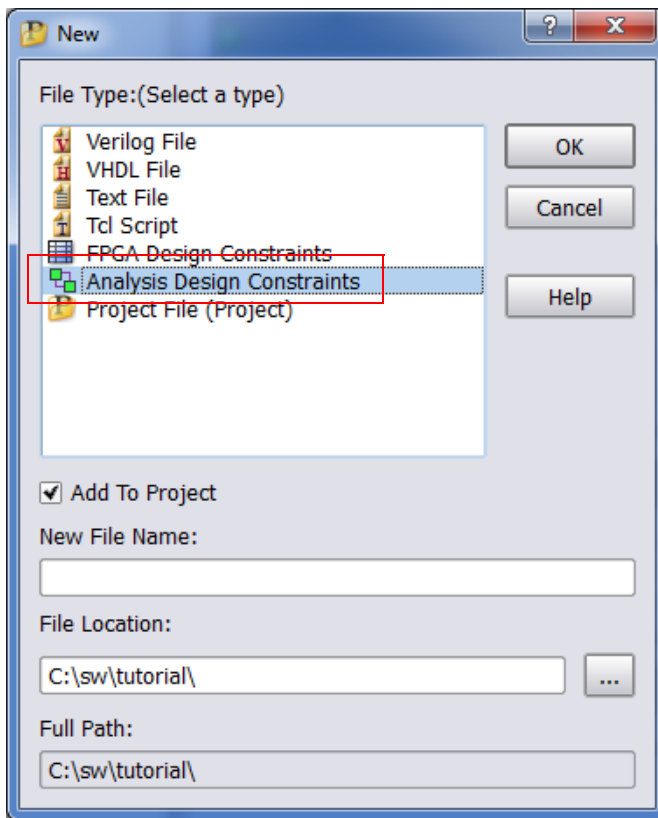 New
File Type:(Select a type)
Verilog File
VHDL File
Text File
Tcl Script
FPGA Design Constraints
Analysis Design Constraints
Project File (Project)
OK
Cancel
Help
Add To Project
New File Name:
File Location:
C:\sw\tutorial\
...
Full Path:
C:\sw\tutorial\